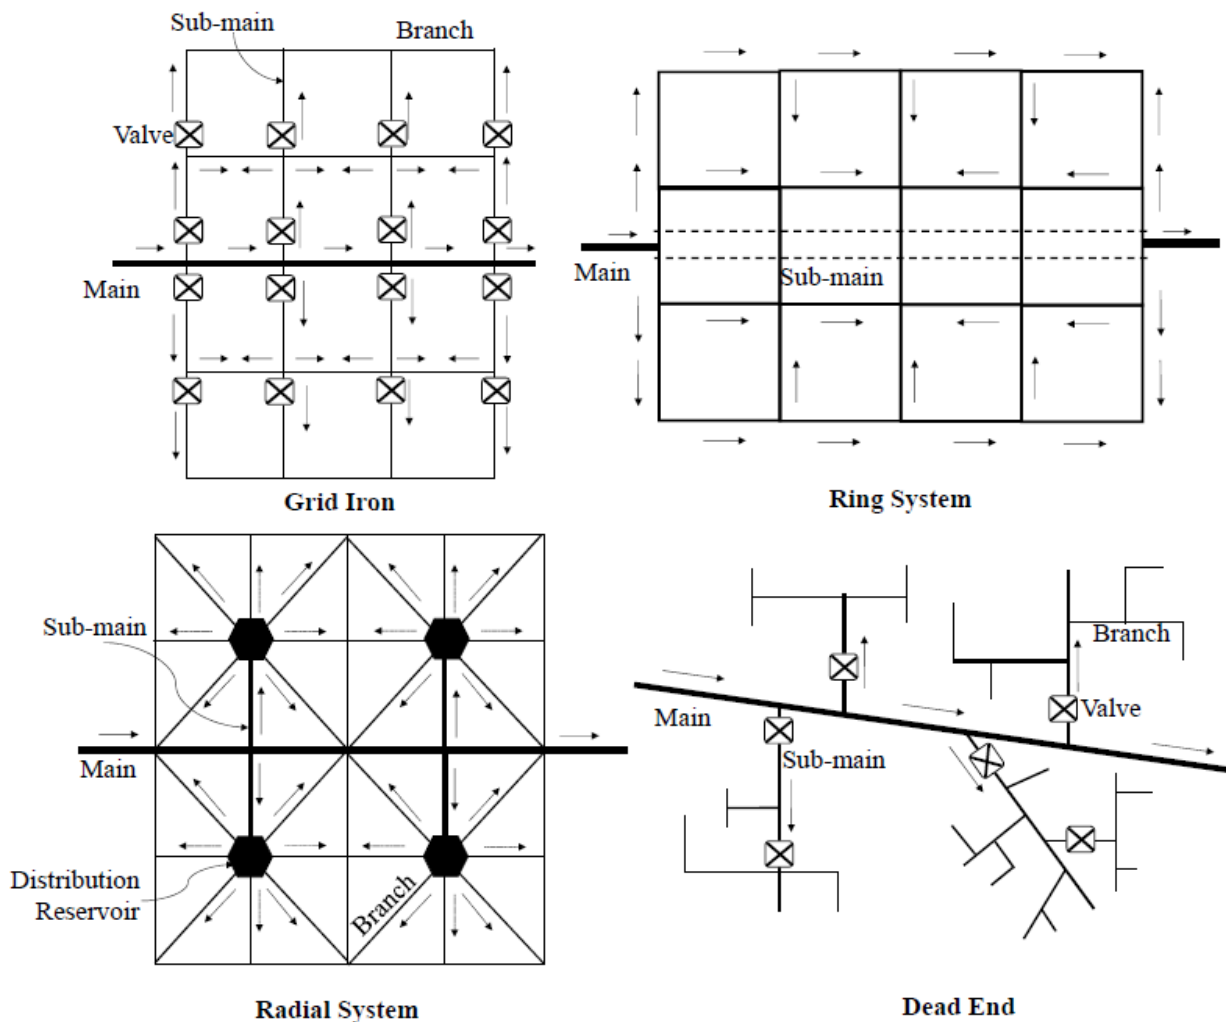 Sub-main
Branch
Valve
Main
Grid Iron
Main
Sub-main
Ring System
Sub-main
Main
Distribution
Reservoir
Branch
Radial System
Branch
Main
Valve
Sub-main
Dead End